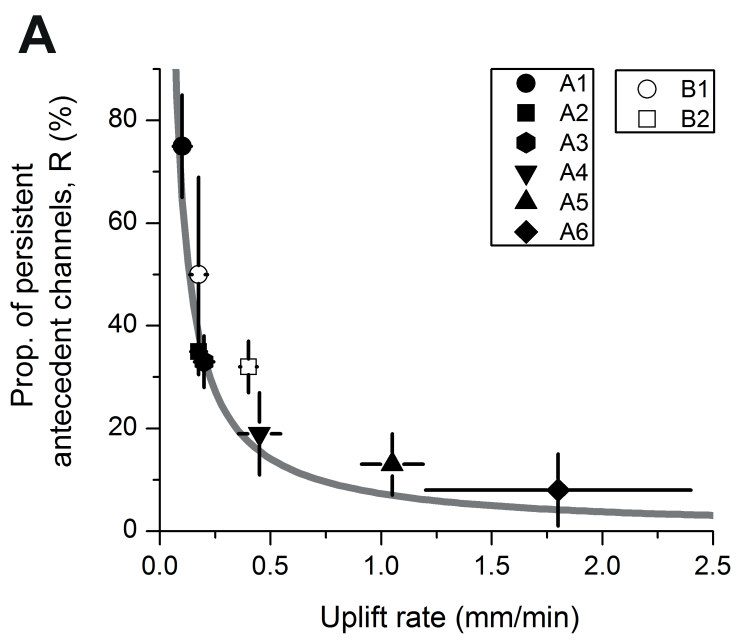 A
Prop. of persistent
antecedent channels, R (%)
80
60
40
20
0
0.0
0.5
1.0
1.5
2.0
2.5
Uplift rate (mm/min)
A1
A2
A3
A4
A5
A6
B1
B2